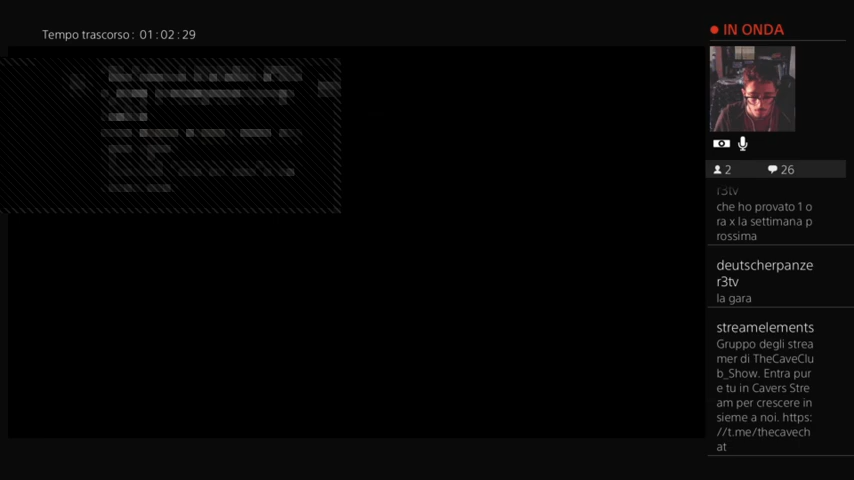 Tempo trascorso: 01:02:29
IN ONDA
2
26
r3tv
che ho provato 1 o
ra x la settimana p
rossima
deutscherpanze
r3tv
la gara
streamelements
Gruppo degli strea
mer di TheCaveClu
b_Show. Entra pur
e tu in Cavers Stre
am per crescere in
sieme a noi. https:
//t.me/thecavech
at